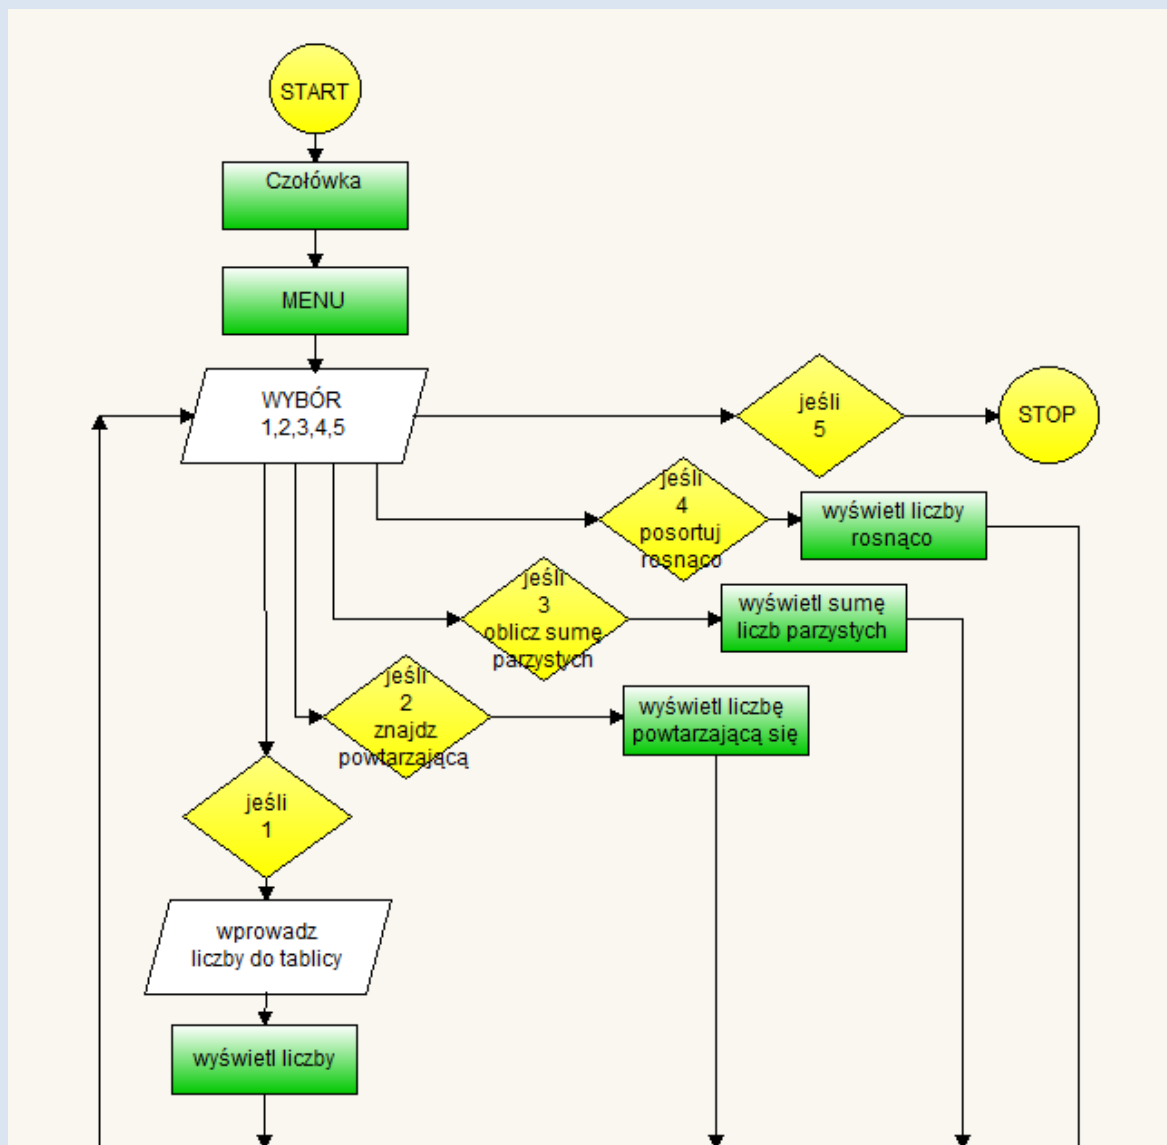 START
Czołówka
MENU
WYBÓR
1,2,3,4,5
jeśli
5
STOP
jeśli
4
posortuj
rosnąco
wyświetl liczby
rosnąco
jeśli
3
oblicz sumę
parzystych
wyświetl sumę
liczb parzystych
jeśli
2
znajdz
powtarzającą
wyświetl liczbę
powtarzającą się
jeśli
1
wprowadz
liczby do tablicy
wyświetl liczby